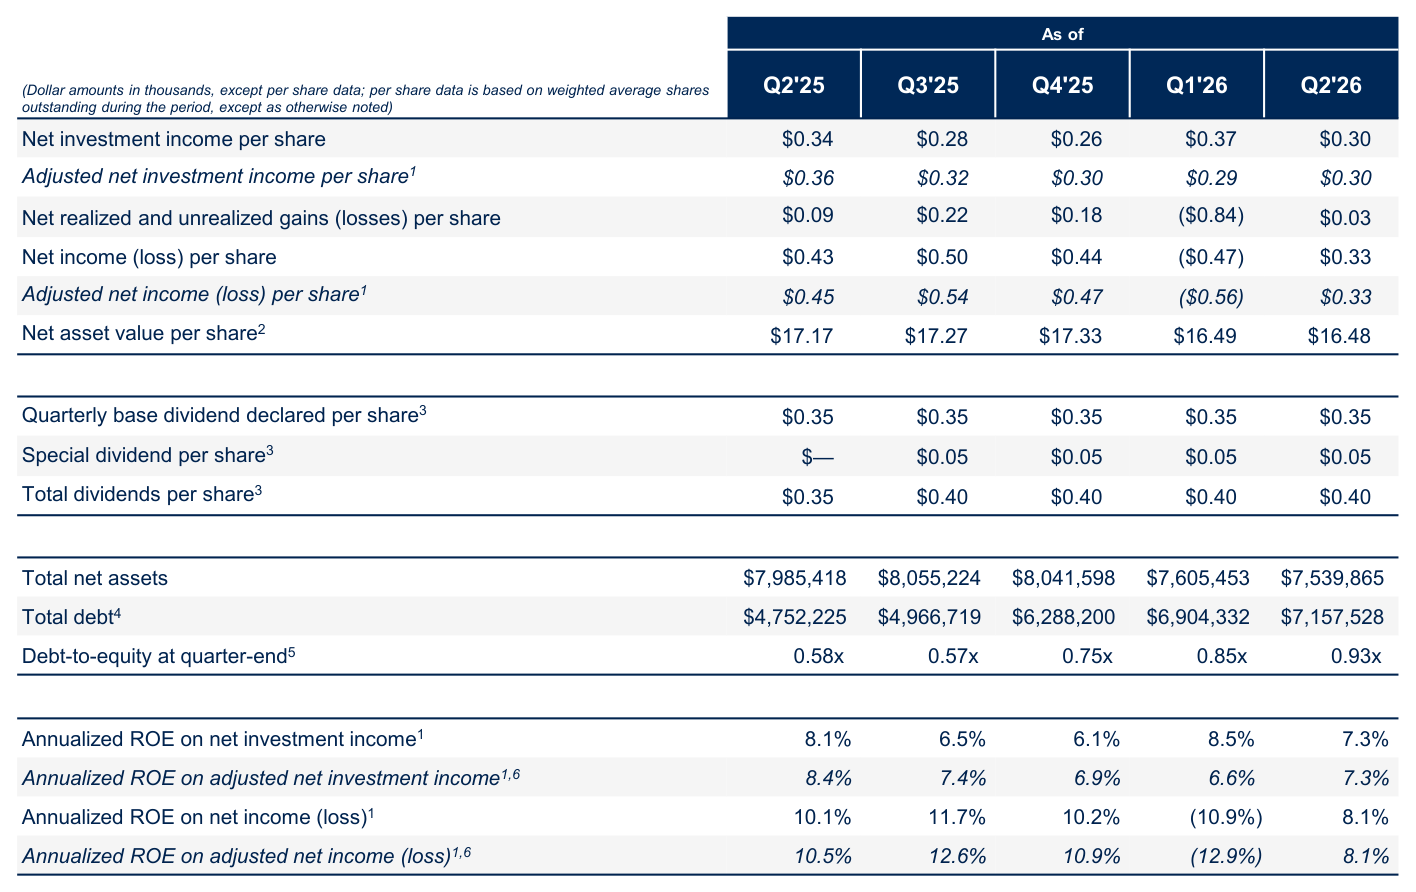 As of
(Dollar amounts in thousands, except per share data; per share data is based on weighted average shares
outstanding during the period, except as otherwise noted)
Q2'25 Q3'25 Q4'25 Q1'26 Q2'26
Net investment income per share $0.34 $0.28 $0.26 $0.37 $0.30
Adjusted net investment income per share¹ $0.36 $0.32 $0.30 $0.29 $0.30
Net realized and unrealized gains (losses) per share $0.09 $0.22 $0.18 ($0.84) $0.03
Net income (loss) per share $0.43 $0.50 $0.44 ($0.47) $0.33
Adjusted net income (loss) per share¹ $0.45 $0.54 $0.47 ($0.56) $0.33
Net asset value per share² $17.17 $17.27 $17.33 $16.49 $16.48
Quarterly base dividend declared per share³ $0.35 $0.35 $0.35 $0.35 $0.35
Special dividend per share³ $— $0.05 $0.05 $0.05 $0.05
Total dividends per share³ $0.35 $0.40 $0.40 $0.40 $0.40
Total net assets $7,985,418 $8,055,224 $8,041,598 $7,605,453 $7,539,865
Total debt⁴ $4,752,225 $4,966,719 $6,288,200 $6,904,332 $7,157,528
Debt-to-equity at quarter-end⁵ 0.58x 0.57x 0.75x 0.85x 0.93x
Annualized ROE on net investment income¹ 8.1% 6.5% 6.1% 8.5% 7.3%
Annualized ROE on adjusted net investment income¹,⁶ 8.4% 7.4% 6.9% 6.6% 7.3%
Annualized ROE on net income (loss)¹ 10.1% 11.7% 10.2% (10.9%) 8.1%
Annualized ROE on adjusted net income (loss)¹,⁶ 10.5% 12.6% 10.9% (12.9%) 8.1%